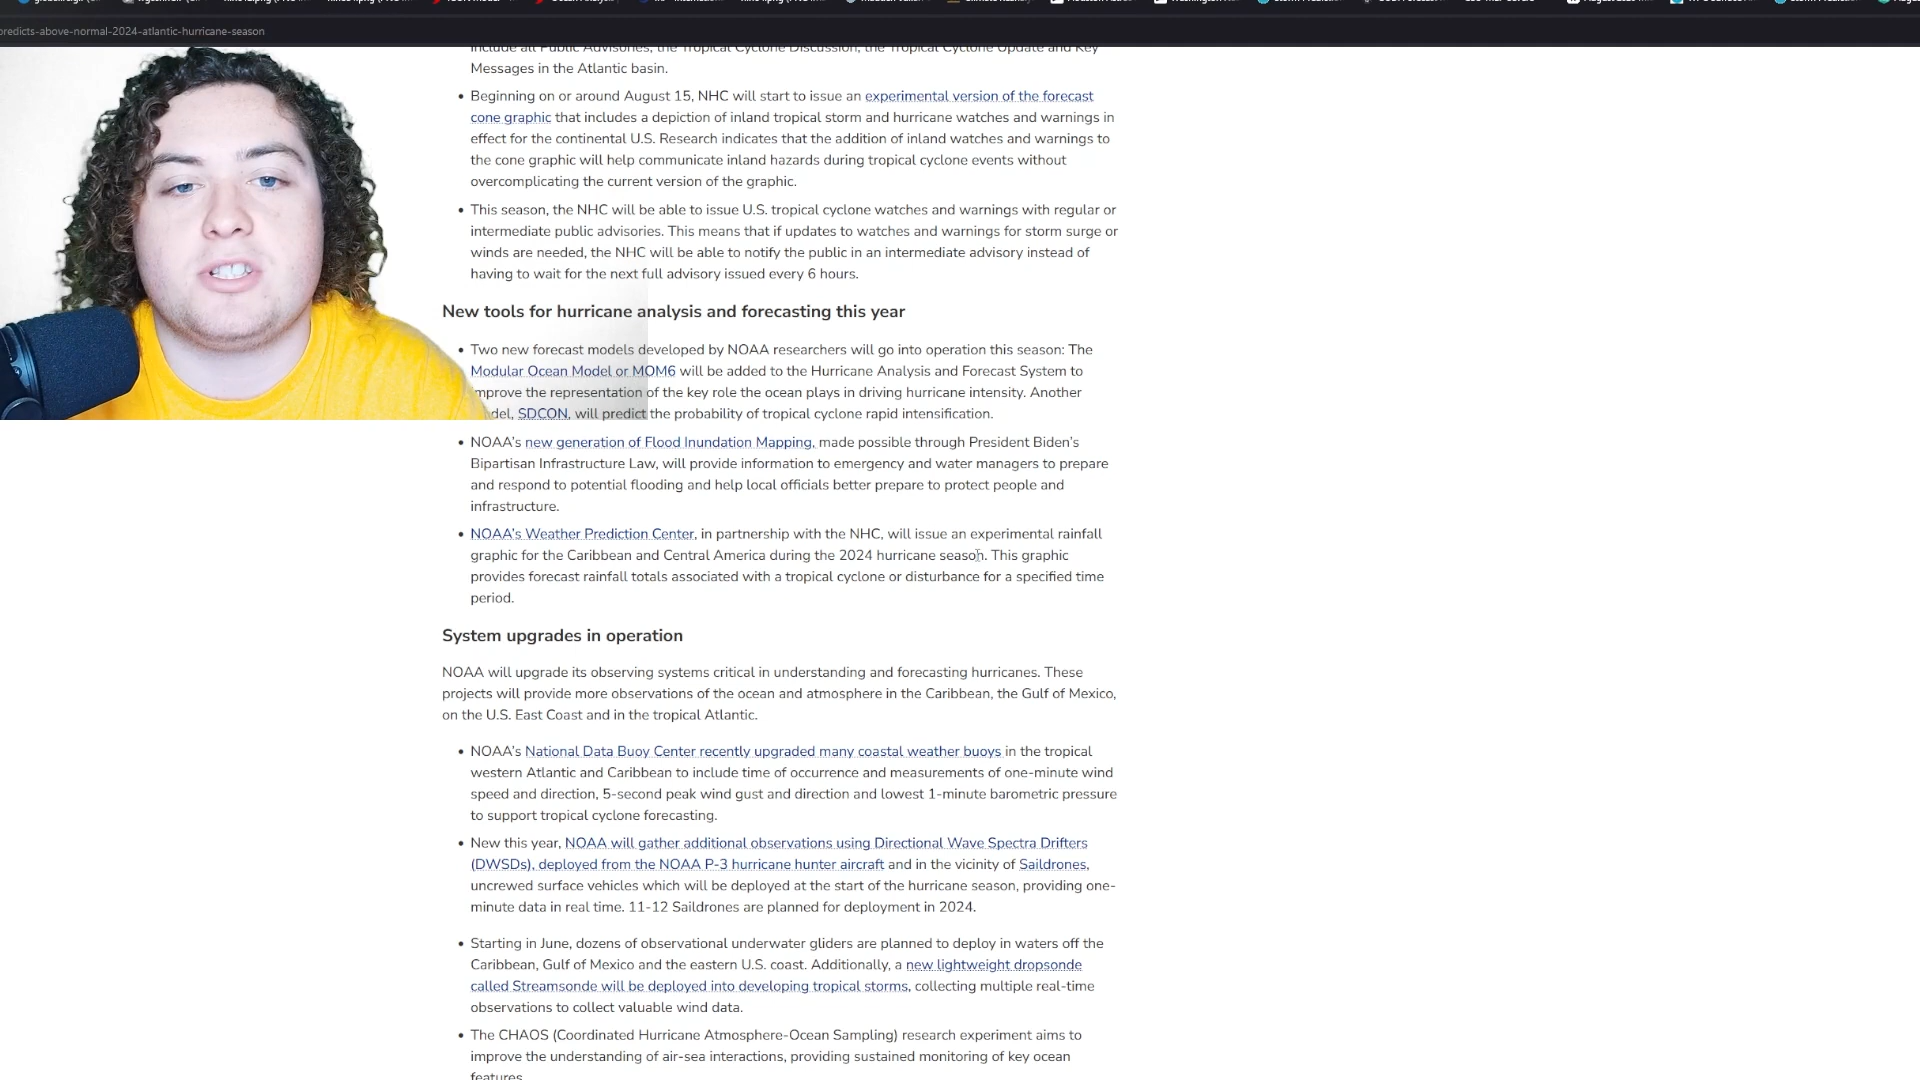 predicts-above-normal-2024-atlantic-hurricane-season
include all Public Advisories, the Tropical Cyclone Discussion, the Tropical Cyclone Update and Key
Messages in the Atlantic basin.
• Beginning on or around August 15, NHC will start to issue an experimental version of the forecast
cone graphic that includes a depiction of inland tropical storm and hurricane watches and warnings in
effect for the continental U.S. Research indicates that the addition of inland watches and warnings to
the cone graphic will help communicate inland hazards during tropical cyclone events without
overcomplicating the current version of the graphic.
• This season, the NHC will be able to issue U.S. tropical cyclone watches and warnings with regular or
intermediate public advisories. This means that if updates to watches and warnings for storm surge or
winds are needed, the NHC will be able to notify the public in an intermediate advisory instead of
having to wait for the next full advisory issued every 6 hours.
New tools for hurricane analysis and forecasting this year
• Two new forecast models developed by NOAA researchers will go into operation this season: The
Modular Ocean Model or MOM6 will be added to the Hurricane Analysis and Forecast System to
improve the representation of the key role the ocean plays in driving hurricane intensity. Another
del, SDCON, will predict the probability of tropical cyclone rapid intensification.
• NOAA's new generation of Flood Inundation Mapping, made possible through President Biden's
Bipartisan Infrastructure Law, will provide information to emergency and water managers to prepare
and respond to potential flooding and help local officials better prepare to protect people and
infrastructure.
• NOAA's Weather Prediction Center, in partnership with the NHC, will issue an experimental rainfall
graphic for the Caribbean and Central America during the 2024 hurricane season. This graphic
provides forecast rainfall totals associated with a tropical cyclone or disturbance for a specified time
period.
System upgrades in operation
NOAA will upgrade its observing systems critical in understanding and forecasting hurricanes. These
projects will provide more observations of the ocean and atmosphere in the Caribbean, the Gulf of Mexico,
on the U.S. East Coast and in the tropical Atlantic.
• NOAA's National Data Buoy Center recently upgraded many coastal weather buoys in the tropical
western Atlantic and Caribbean to include time of occurrence and measurements of one-minute wind
speed and direction, 5-second peak wind gust and direction and lowest 1-minute barometric pressure
to support tropical cyclone forecasting.
• New this year, NOAA will gather additional observations using Directional Wave Spectra Drifters
(DWSDs), deployed from the NOAA P-3 hurricane hunter aircraft and in the vicinity of Saildrones,
uncrewed surface vehicles which will be deployed at the start of the hurricane season, providing one-
minute data in real time. 11-12 Saildrones are planned for deployment in 2024.
• Starting in June, dozens of observational underwater gliders are planned to deploy in waters off the
Caribbean, Gulf of Mexico and the eastern U.S. coast. Additionally, a new lightweight dropsonde
called Streamsonde will be deployed into developing tropical storms, collecting multiple real-time
observations to collect valuable wind data.
• The CHAOS (Coordinated Hurricane Atmosphere-Ocean Sampling) research experiment aims to
improve the understanding of air-sea interactions, providing sustained monitoring of key ocean
features.